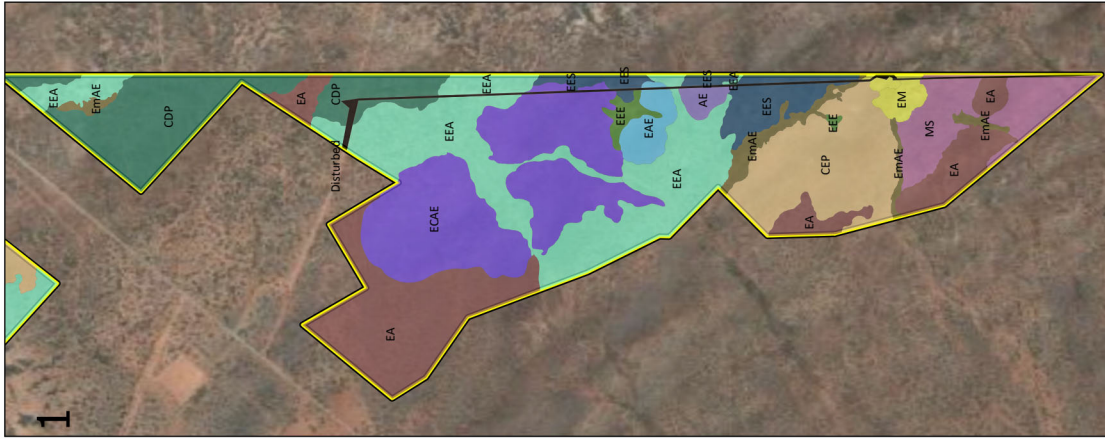 1
EEA
EmAE
CDP
EA
Disturbed
CDP
EA
ECAE
EEA
EEA
EES
EEE
EES
EAE
EEA
AE
EES
EEA
EmAE
EES
EA
CEP
EEE
EmAE
EM
MS
EA
EmAE
EA